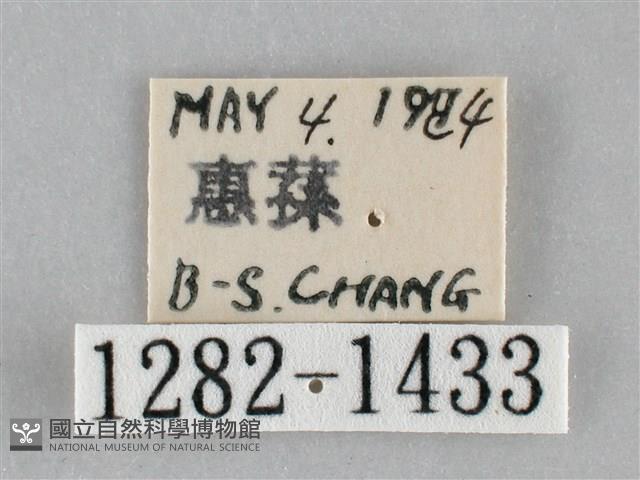 MAY 4. 1984
惠蓀
B-S. CHANG
1282-1433
國立自然科學博物館
NATIONAL MUSEUM OF NATURAL SCIENCE